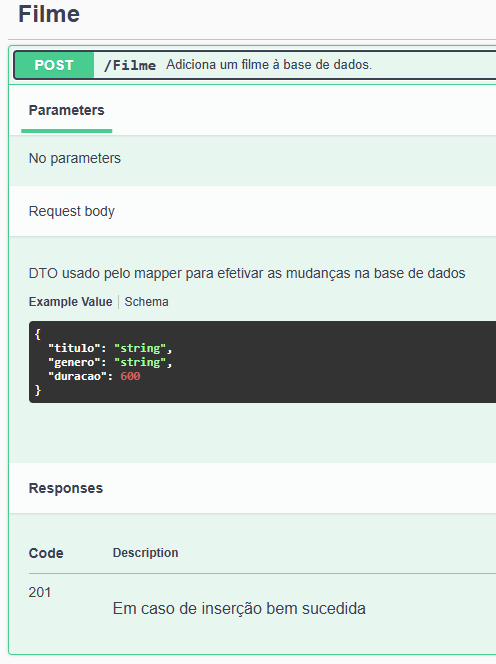 Filme
POST /Filme Adiciona um filme à base de dados.
Parameters
No parameters
Request body
DTO usado pelo mapper para efetivar as mudanças na base de dados
Example Value | Schema
{
"titulo": "string",
"genero": "string",
"duracao": 600
}
Responses
Code Description
201
Em caso de inserção bem sucedida